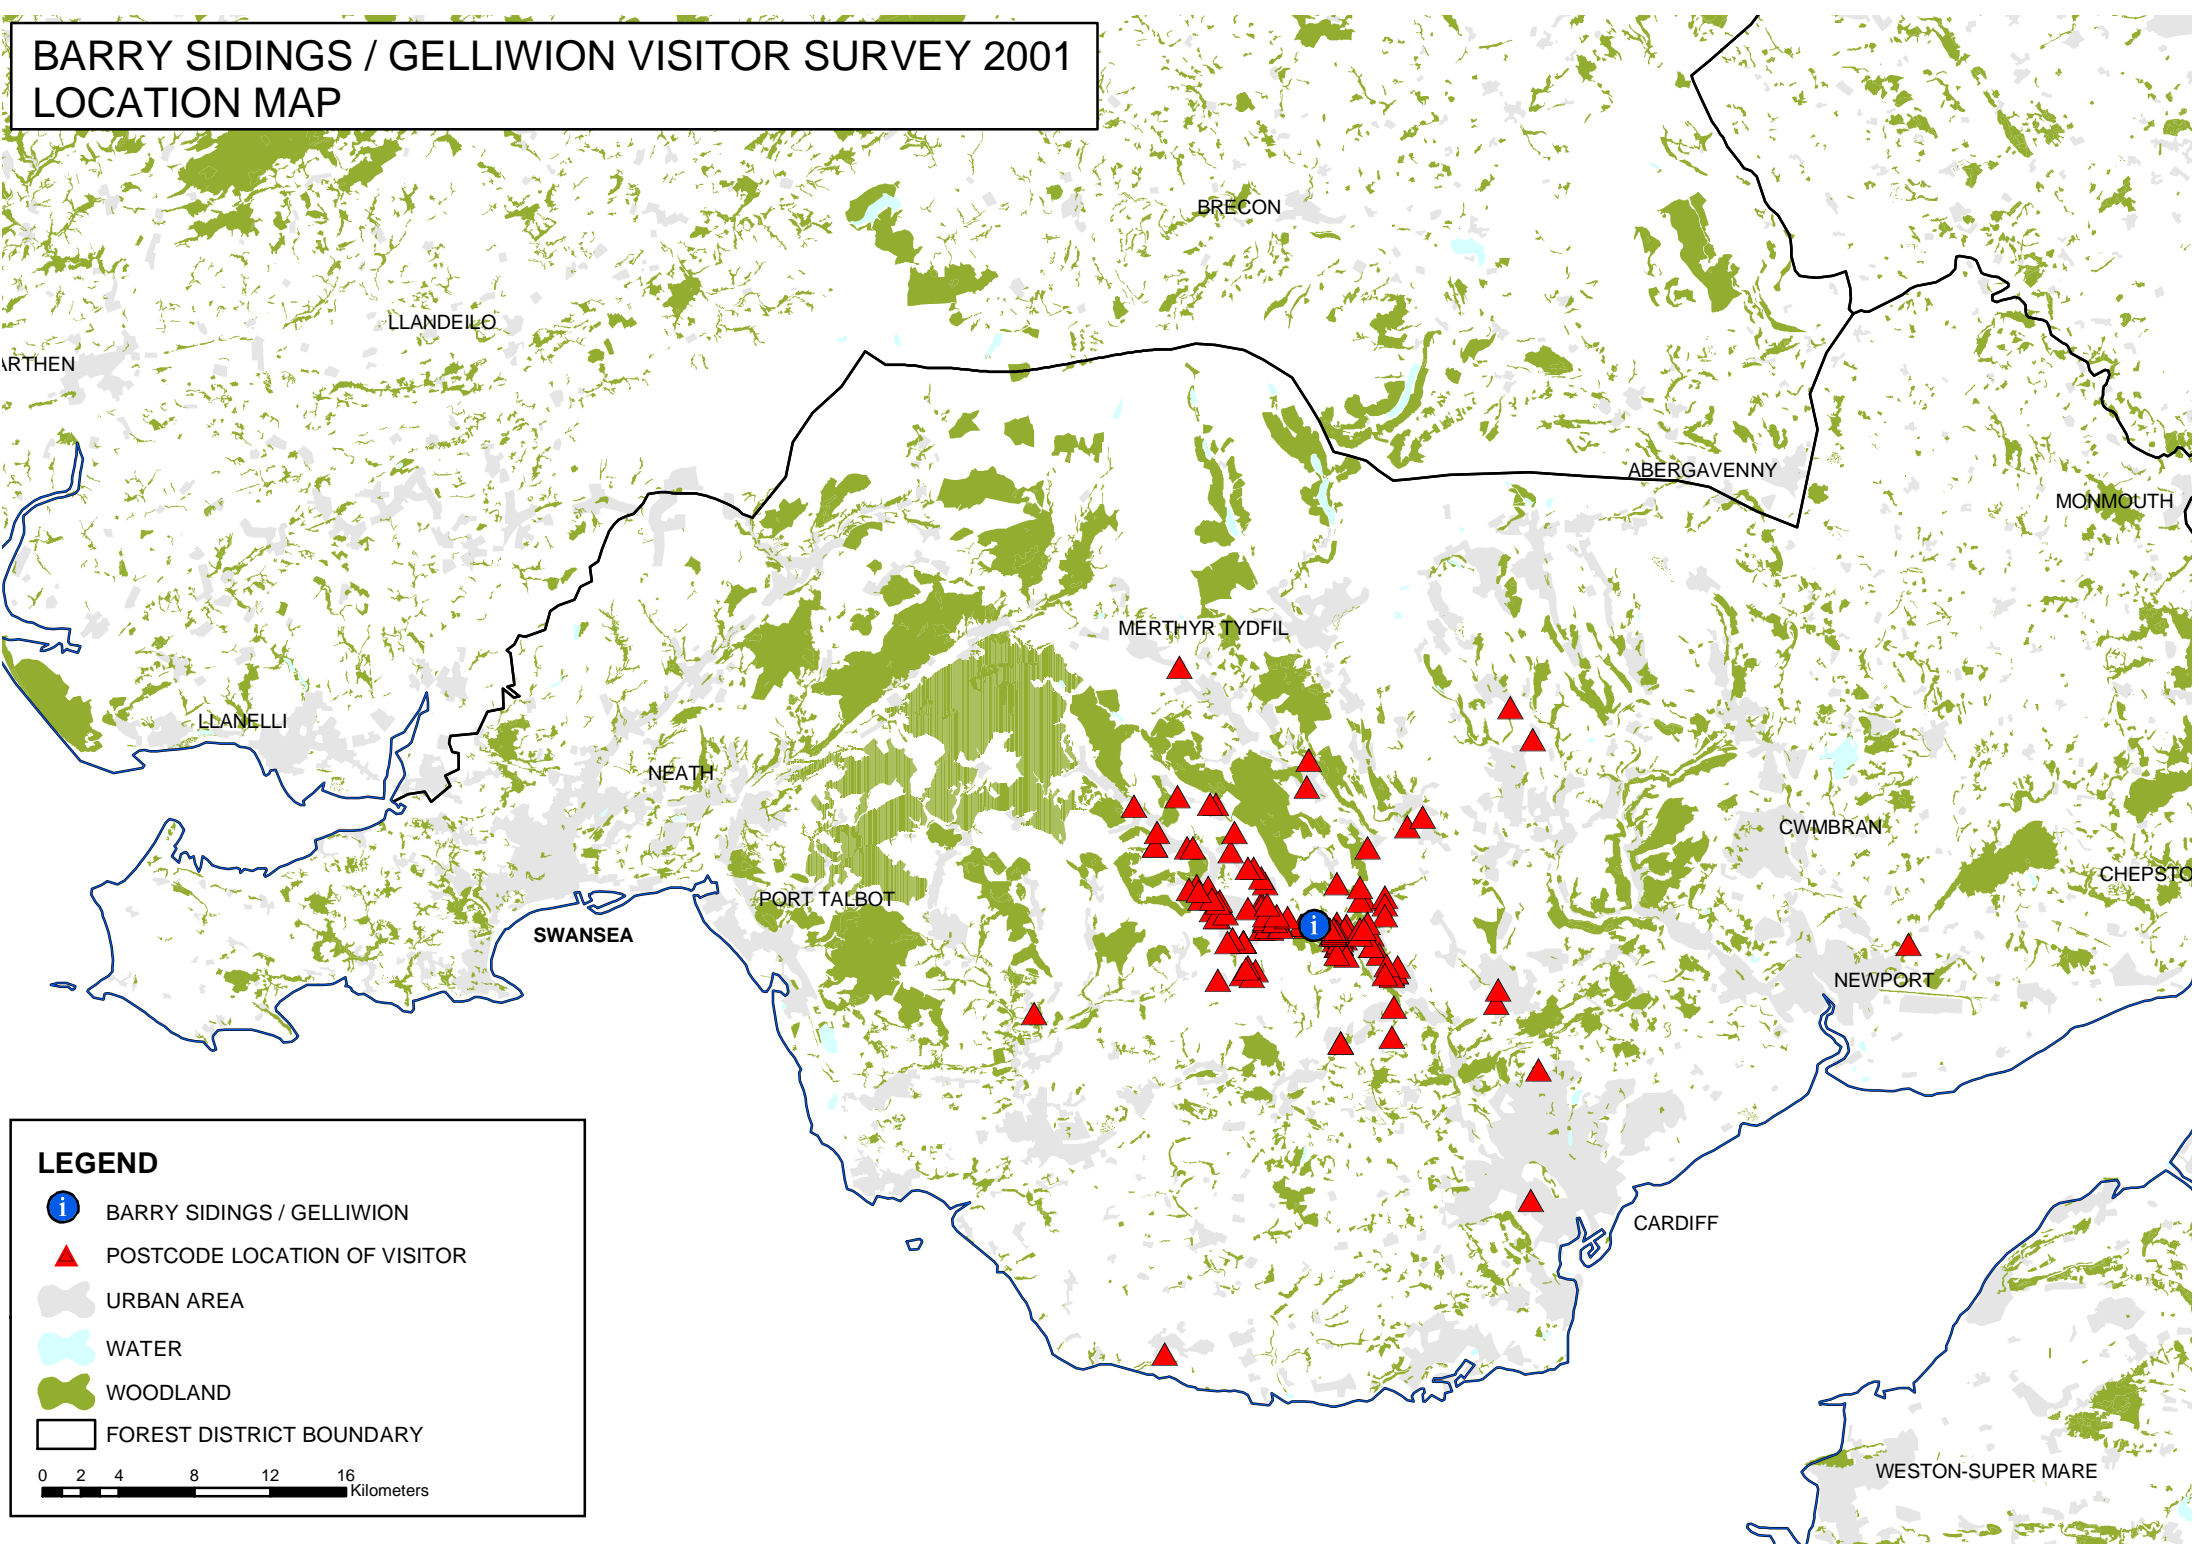 BARRY SIDINGS / GELLIWION VISITOR SURVEY 2001
LOCATION MAP
BRECON
LLANDEILO
ARTHEN
ABERGAVENNY
MONMOUTH
MERTHYR TYDFIL
LLANELLI
NEATH
CWMBRAN
CHEPSTO
PORT TALBOT
SWANSEA
i
NEWPORT
CARDIFF
WESTON-SUPER MARE
LEGEND
i BARRY SIDINGS / GELLIWION
POSTCODE LOCATION OF VISITOR
URBAN AREA
WATER
WOODLAND
FOREST DISTRICT BOUNDARY
0 2 4 8 12 16
Kilometers